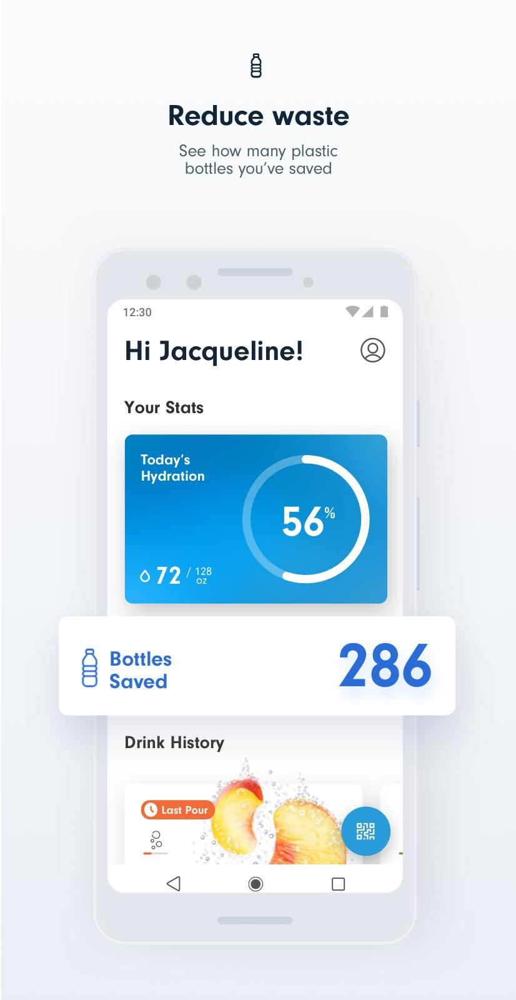 Reduce waste
See how many plastic
bottles you’ve saved
12:30
Hi Jacqueline!
Your Stats
Today’s
Hydration
56%
72 / 128
oz
Bottles
Saved
286
Drink History
Last Pour